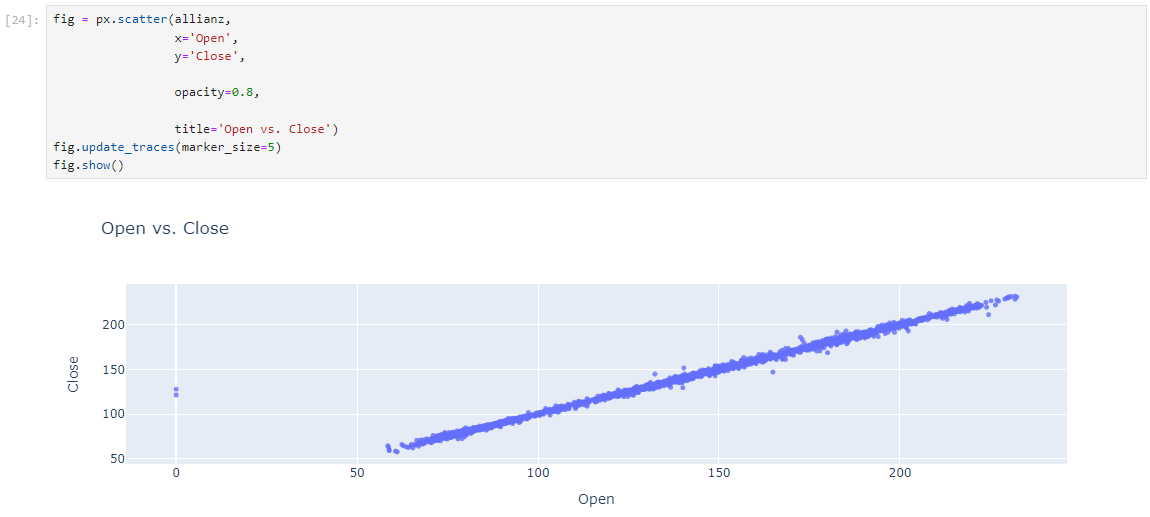 [24]:
fig = px.scatter(allianz,
x='Open',
y='Close',
opacity=0.8,
title='Open vs. Close')
fig.update_traces(marker_size=5)
fig.show()
Open vs. Close
Close
200
150
100
50
0
50
100
150
200
Open